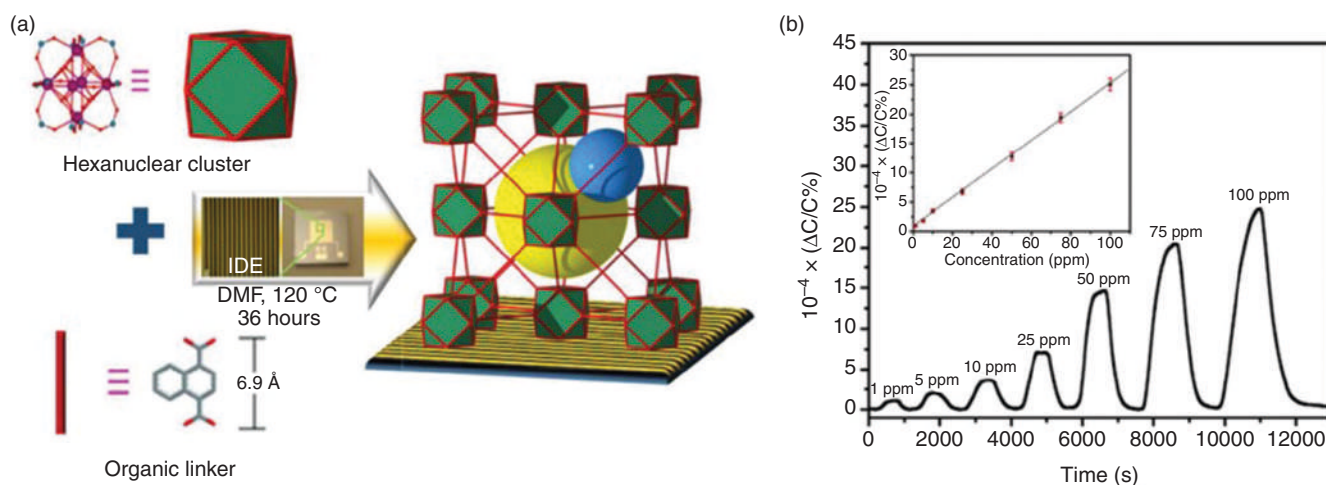 (a)
Hexanuclear cluster
IDE
DMF, 120 °C
36 hours
6.9 Å
Organic linker
(b)
10⁻⁴ × (ΔC/C%)
45
40
35
30
25
20
15
10
5
0
0 2000 4000 6000 8000 10000 12000
Time (s)
1 ppm
5 ppm
10 ppm
25 ppm
50 ppm
75 ppm
100 ppm
10⁻⁴ × (ΔC/C%)
30
25
20
15
10
5
0
0 20 40 60 80 100
Concentration (ppm)